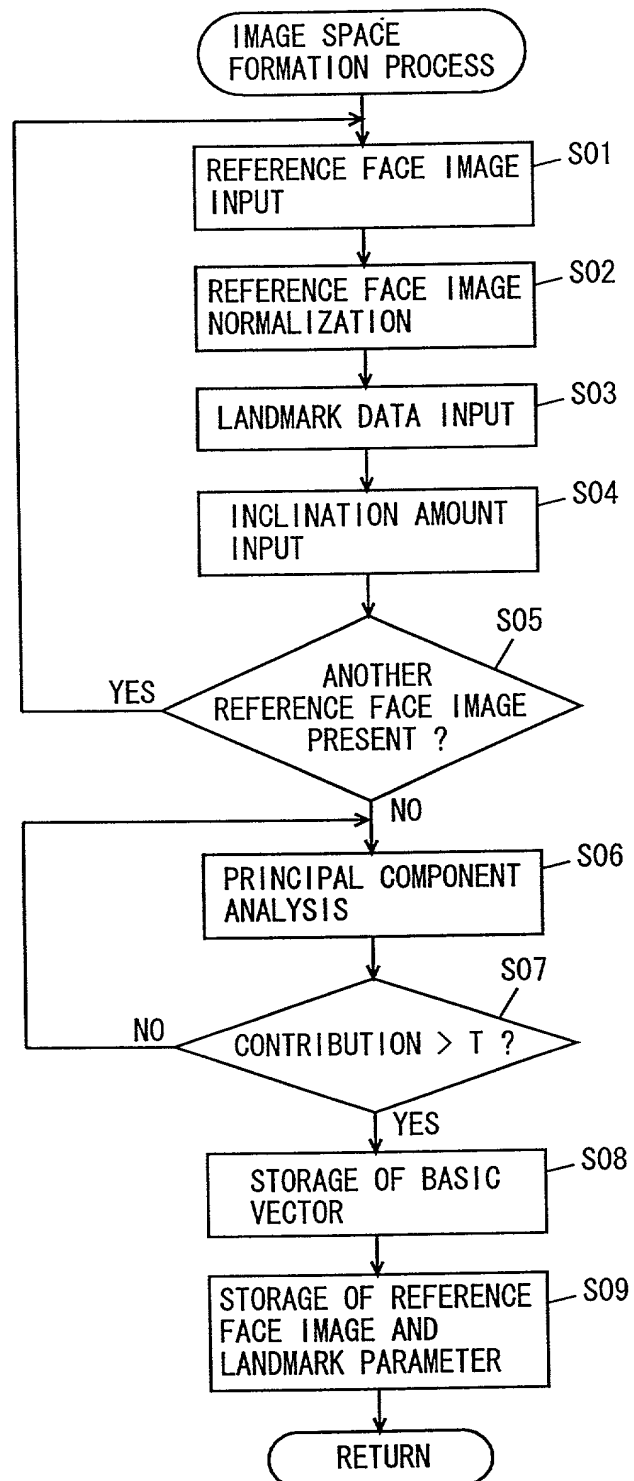 IMAGE SPACE
FORMATION PROCESS
REFERENCE FACE IMAGE
INPUT
S01
REFERENCE FACE IMAGE
NORMALIZATION
S02
LANDMARK DATA INPUT
S03
INCLINATION AMOUNT
INPUT
S04
S05
ANOTHER
REFERENCE FACE IMAGE
PRESENT ?
YES
NO
PRINCIPAL COMPONENT
ANALYSIS
S06
S07
CONTRIBUTION > T ?
NO
YES
STORAGE OF BASIC
VECTOR
S08
STORAGE OF REFERENCE
FACE IMAGE AND
LANDMARK PARAMETER
S09
RETURN